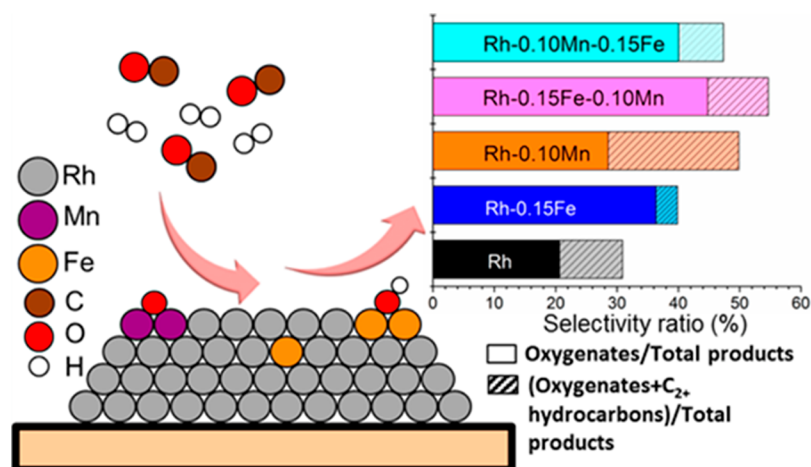 Rh
Mn
Fe
C
O
H
Rh-0.10Mn-0.15Fe
Rh-0.15Fe-0.10Mn
Rh-0.10Mn
Rh-0.15Fe
Rh
0 10 20 30 40 50 60
Selectivity ratio (%)
Oxygenates/Total products
(Oxygenates+C₂₊
hydrocarbons)/Total
products